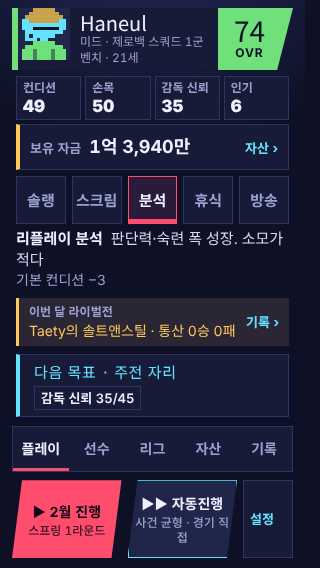 Haneul
미드 · 제로백 스쿼드 1군
벤치 · 21세
74
OVR
컨디션
49
손목
50
감독 신뢰
35
인기
6
보유 자금 1억 3,940만
자산 ›
솔랭
스크림
분석
휴식
방송
리플레이 분석 판단력·숙련 폭 성장. 소모가
적다
기본 컨디션 −3
이번 달 라이벌전
Taety의 솔트앤스틸 · 통산 0승 0패
기록 ›
다음 목표 · 주전 자리
감독 신뢰 35/45
플레이
선수
리그
자산
기록
▶ 2월 진행
스프링 1라운드
▶▶ 자동진행
사건 균형 · 경기 직
접
설정